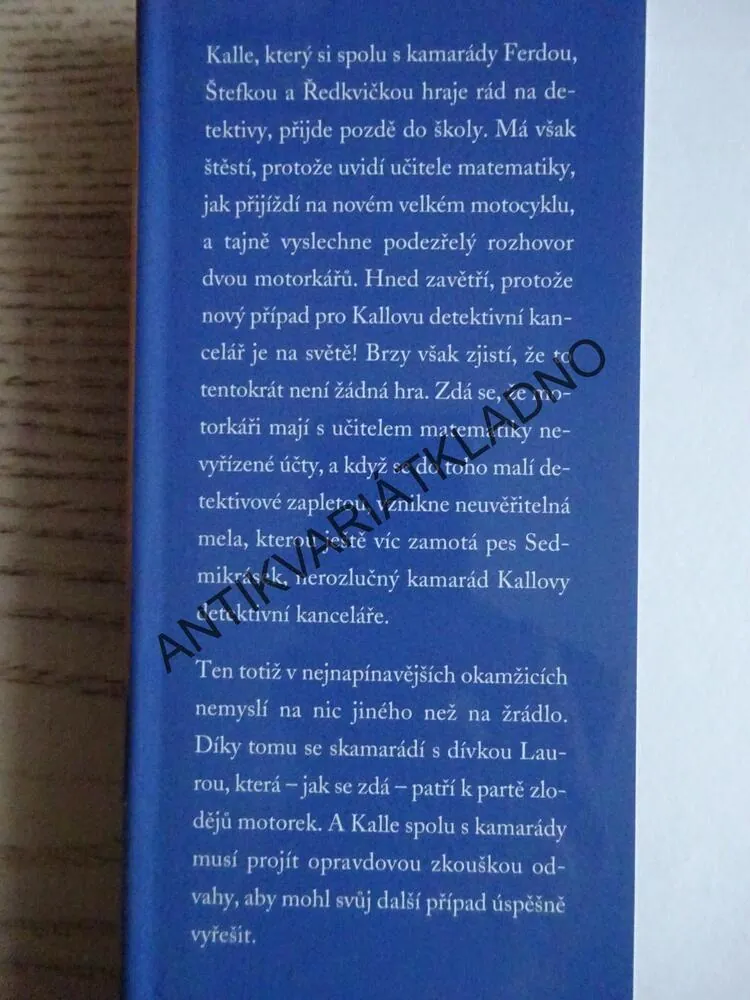 Kalle, který si spolu s kamarády Ferdou,
Štefkou a Ředkvičkou hraje rád na de-
tektivy, přijde pozdě do školy. Má však
štěstí, protože uvidí učitele matematiky,
jak přijíždí na novém velkém motocyklu,
a tajně vyslechne podezřelý rozhovor
dvou motorkářů. Hned zavětří, protože
nový případ pro Kallovu detektivní kan-
celář je na světě! Brzy však zjistí, že to
tentokrát není žádná hra. Zdá se, že mo-
torkáři mají s učitelem matematiky ne-
vyřízené účty, a když se do toho malí de-
tektivové zapletou, vznikne neuvěřitelná
mela, kterou ještě víc zamotá pes Sed-
mikrásek, nerozlučný kamarád Kallovy
detektivní kanceláře.
Ten totiž v nejnapínavějších okamžicích
nemyslí na nic jiného než na žrádlo.
Díky tomu se skamarádí s dívkou Lau-
rou, která – jak se zdá – patří k partě zlo-
dějů motorek. A Kalle spolu s kamarády
musí projít opravdovou zkouškou od-
vahy, aby mohl svůj další případ úspěšně
vyřešit.
ANTIKVARIÁTKLADNO